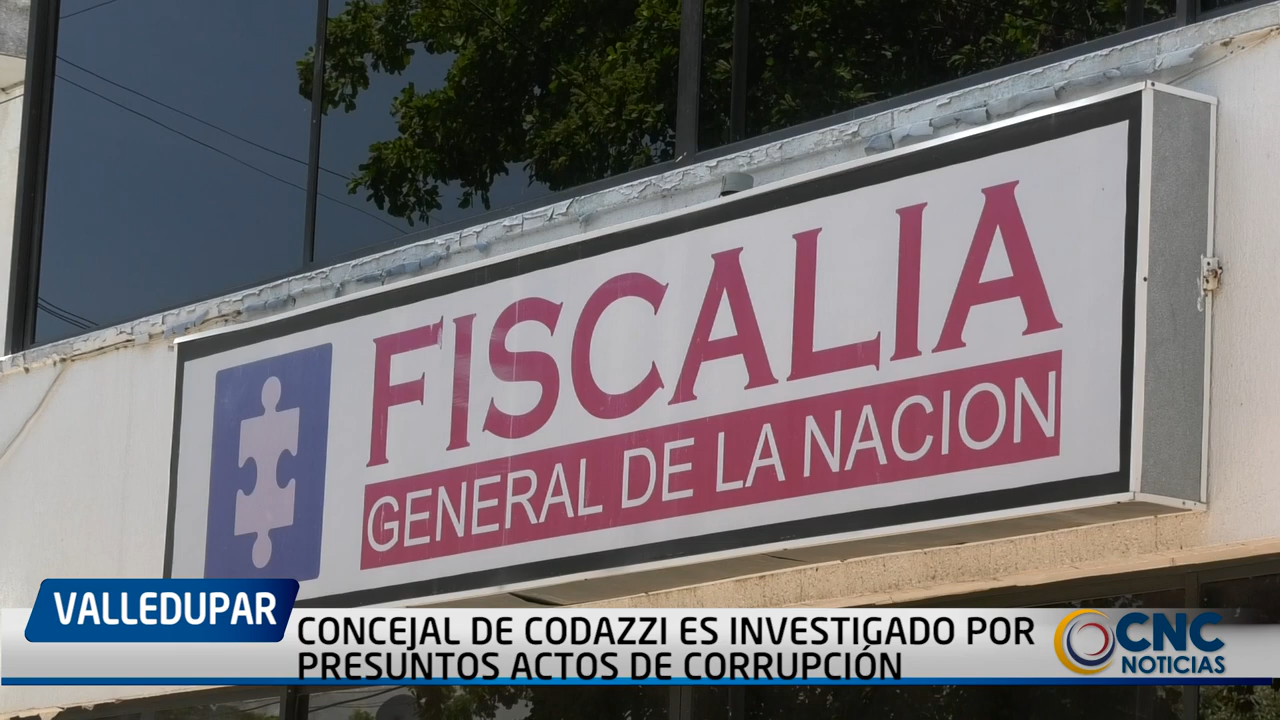 FISCALIA
GENERAL DE LA NACION
VALLEDUPAR
CONCEJAL DE CODAZZI ES INVESTIGADO POR
PRESUNTOS ACTOS DE CORRUPCIÓN
CNC
NOTICIAS